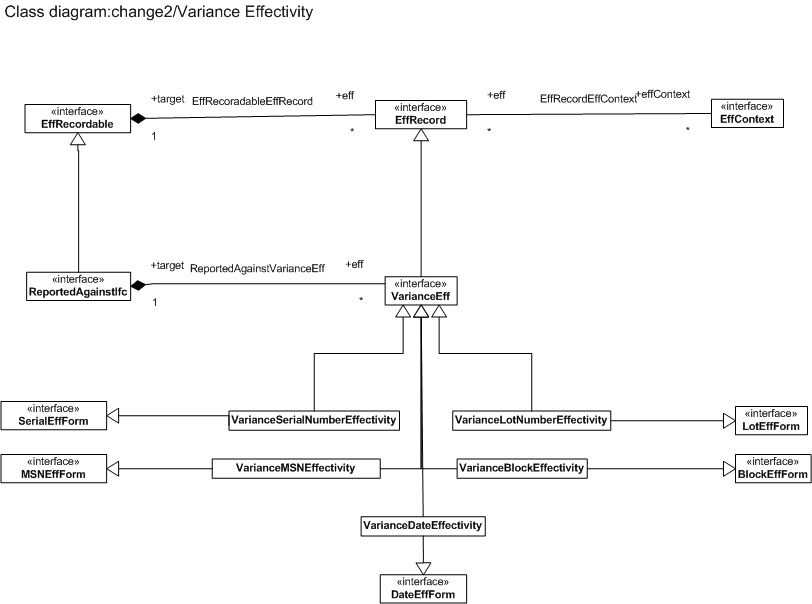 Class diagram:change2/Variance Effectivity
«interface»
EffRecordable
+target
EffRecoradableEffRecord
+eff
1
*
«interface»
EffRecord
+eff
EffRecordEffContext
+effContext
*
*
«interface»
EffContext
«interface»
ReportedAgainstIfc
+target
ReportedAgainstVarianceEff
+eff
1
*
«interface»
VarianceEff
«interface»
SerialEffForm
VarianceSerialNumberEffectivity
VarianceLotNumberEffectivity
«interface»
LotEffForm
«interface»
MSNEffForm
VarianceMSNEffectivity
VarianceBlockEffectivity
«interface»
BlockEffForm
VarianceDateEffectivity
«interface»
DateEffForm